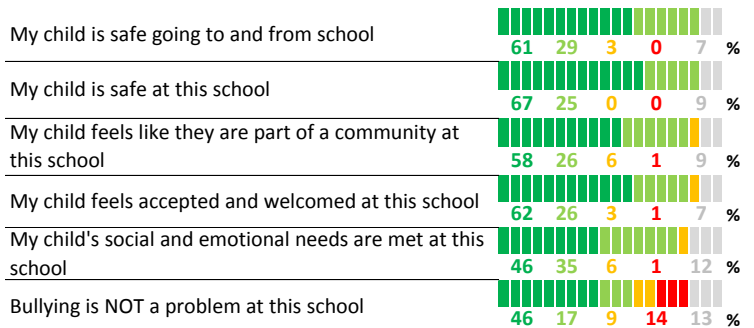 My child is safe going to and from school
61 29 3 0 7 %
My child is safe at this school
67 25 0 0 9 %
My child feels like they are part of a community at
this school
58 26 6 1 9 %
My child feels accepted and welcomed at this school
62 26 3 1 7 %
My child's social and emotional needs are met at this
school
46 35 6 1 12 %
Bullying is NOT a problem at this school
46 17 9 14 13 %